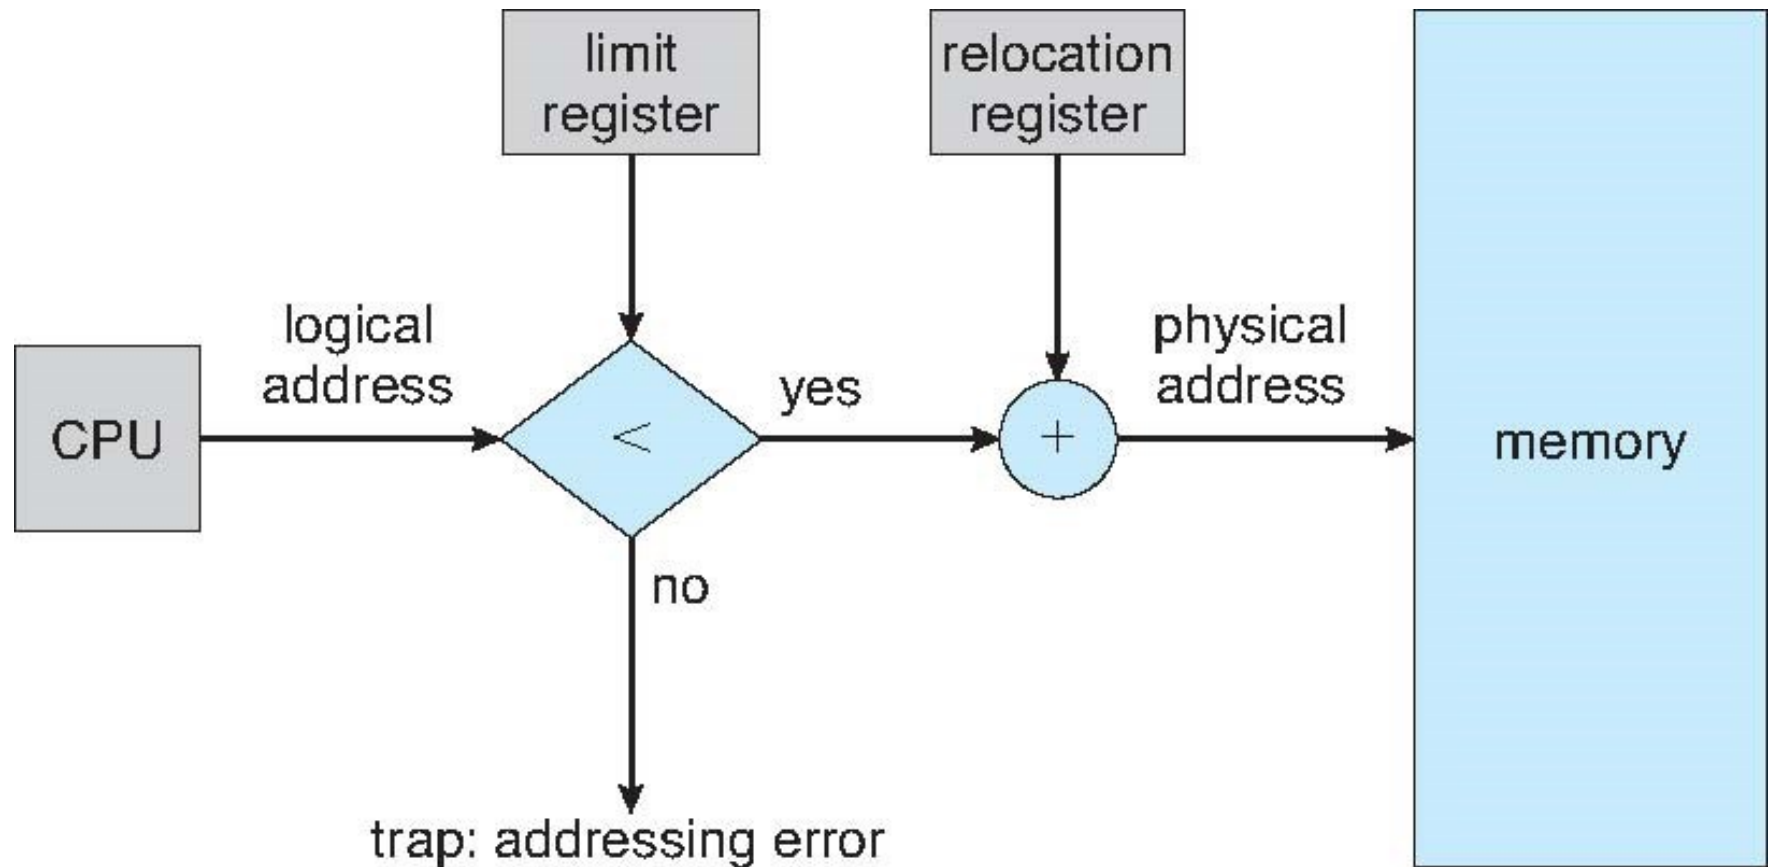 limit
register
relocation
register
logical
address
physical
address
CPU
<
yes
+
memory
no
trap: addressing error